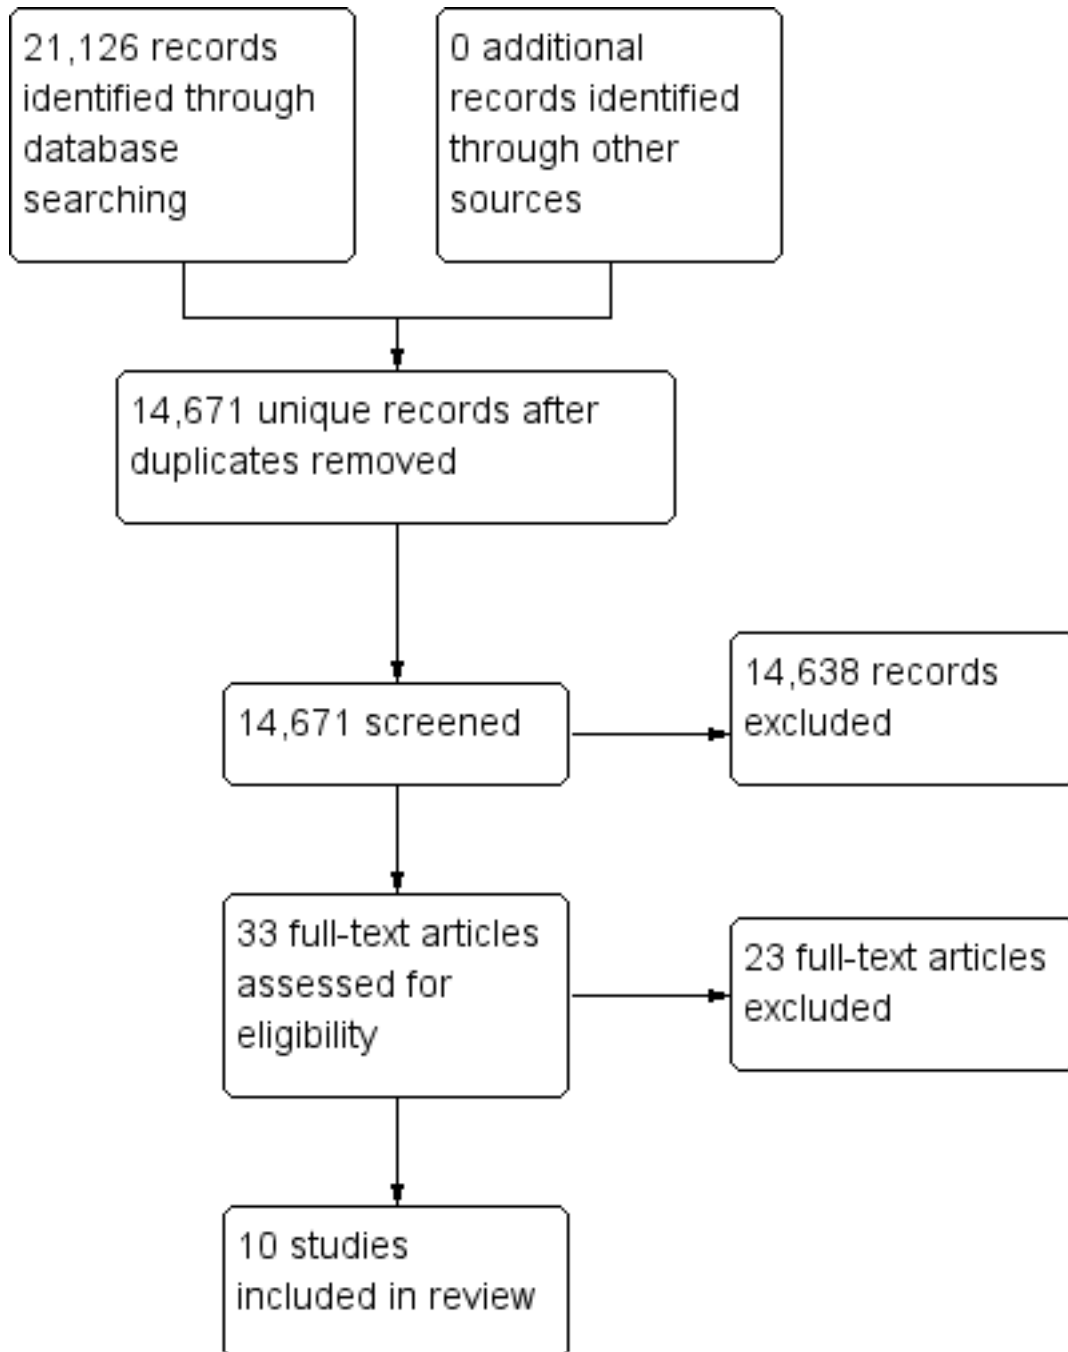 21,126 records
identified through
database
searching
0 additional
records identified
through other
sources
14,671 unique records after
duplicates removed
14,671 screened
14,638 records
excluded
33 full-text articles
assessed for
eligibility
23 full-text articles
excluded
10 studies
included in review